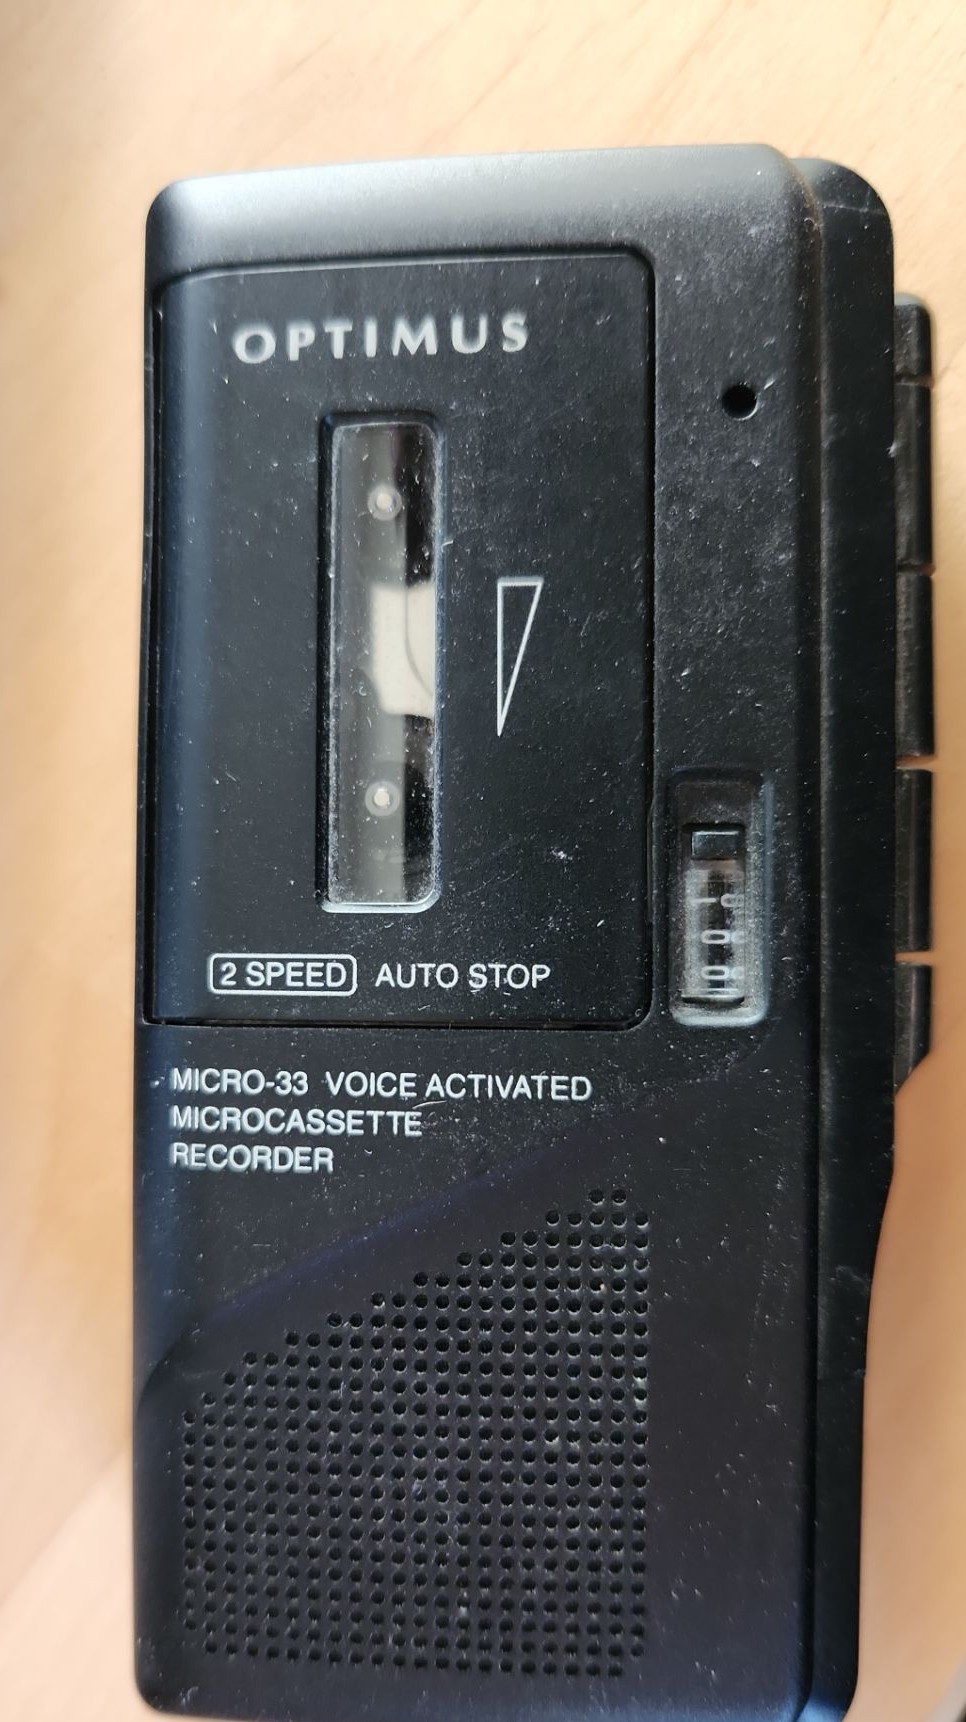 OPTIMUS
2 SPEED AUTO STOP
MICRO-33 VOICE ACTIVATED
MICROCASSETTE
RECORDER